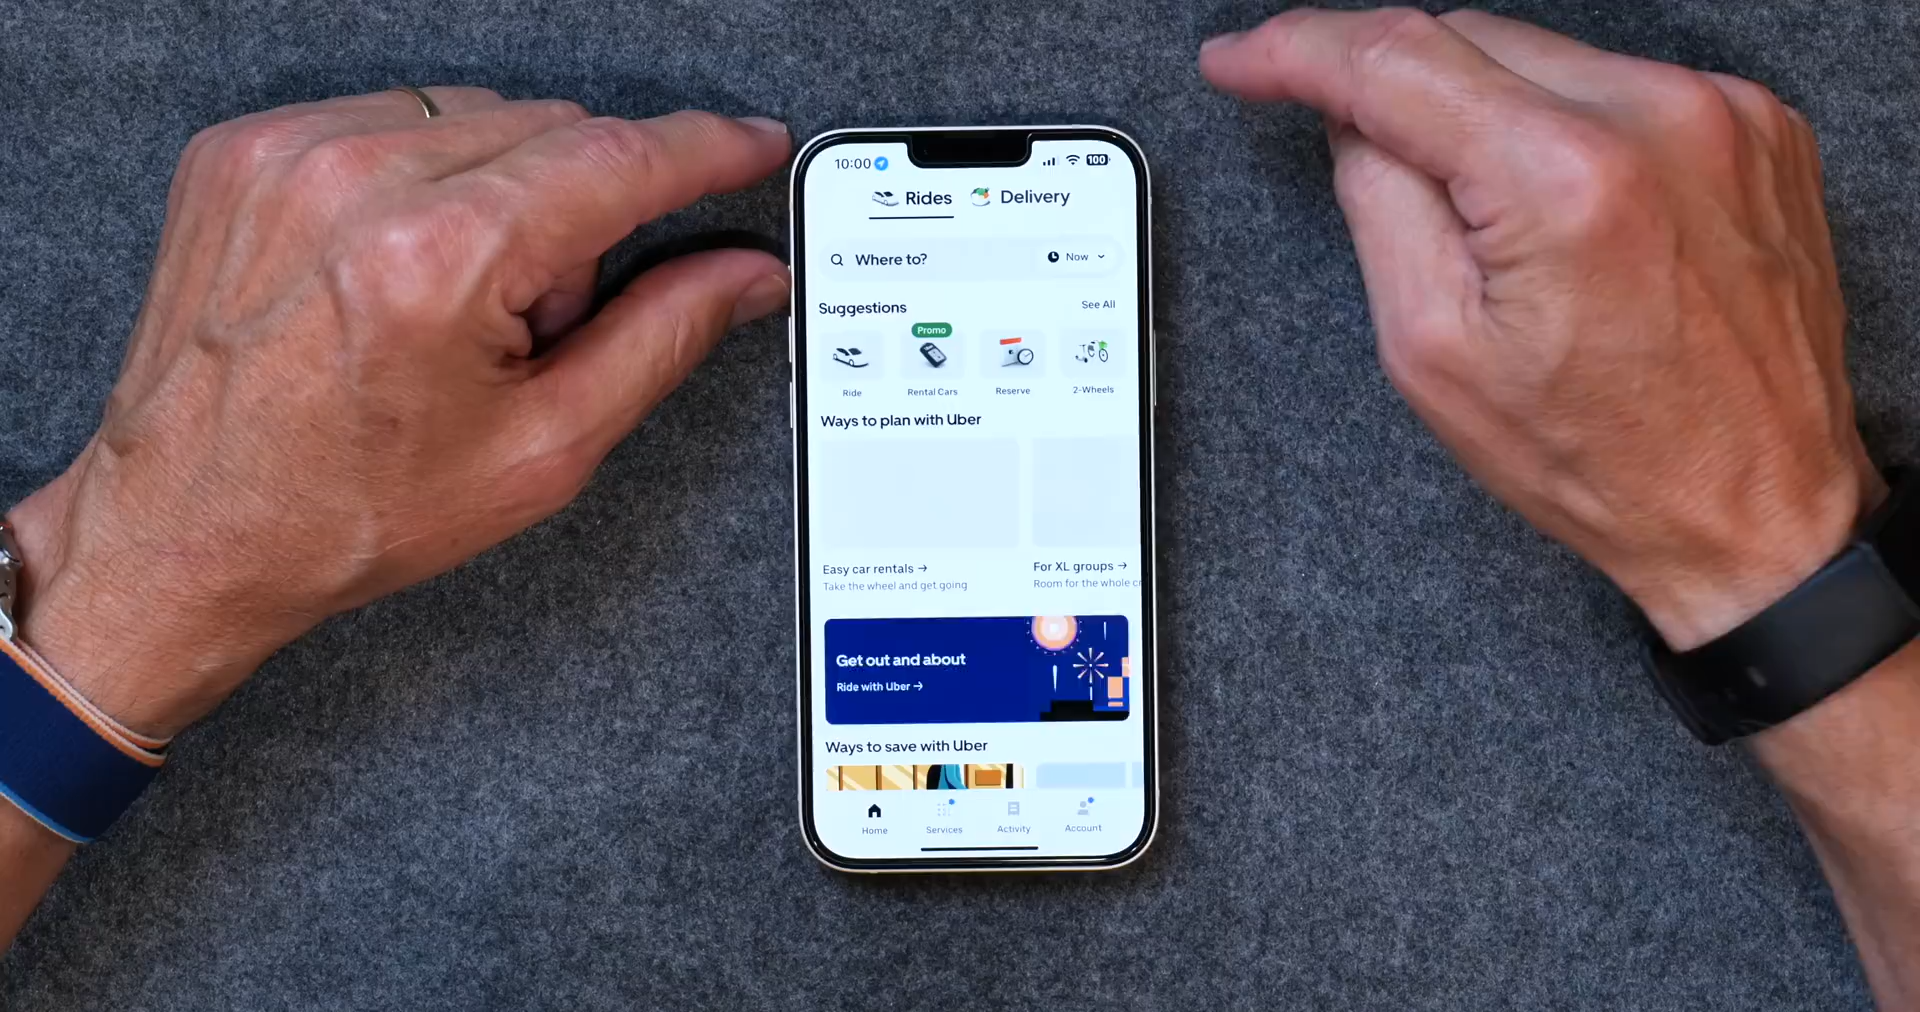 10:00
100
Rides
Delivery
Where to?
Now
Suggestions
See All
Promo
Ride
Rental Cars
Reserve
2-Wheels
Ways to plan with Uber
Easy car rentals →
For XL groups →
Take the wheel and get going
Room for the whole cr
Get out and about
Ride with Uber →
Ways to save with Uber
Home
Services
Activity
Account